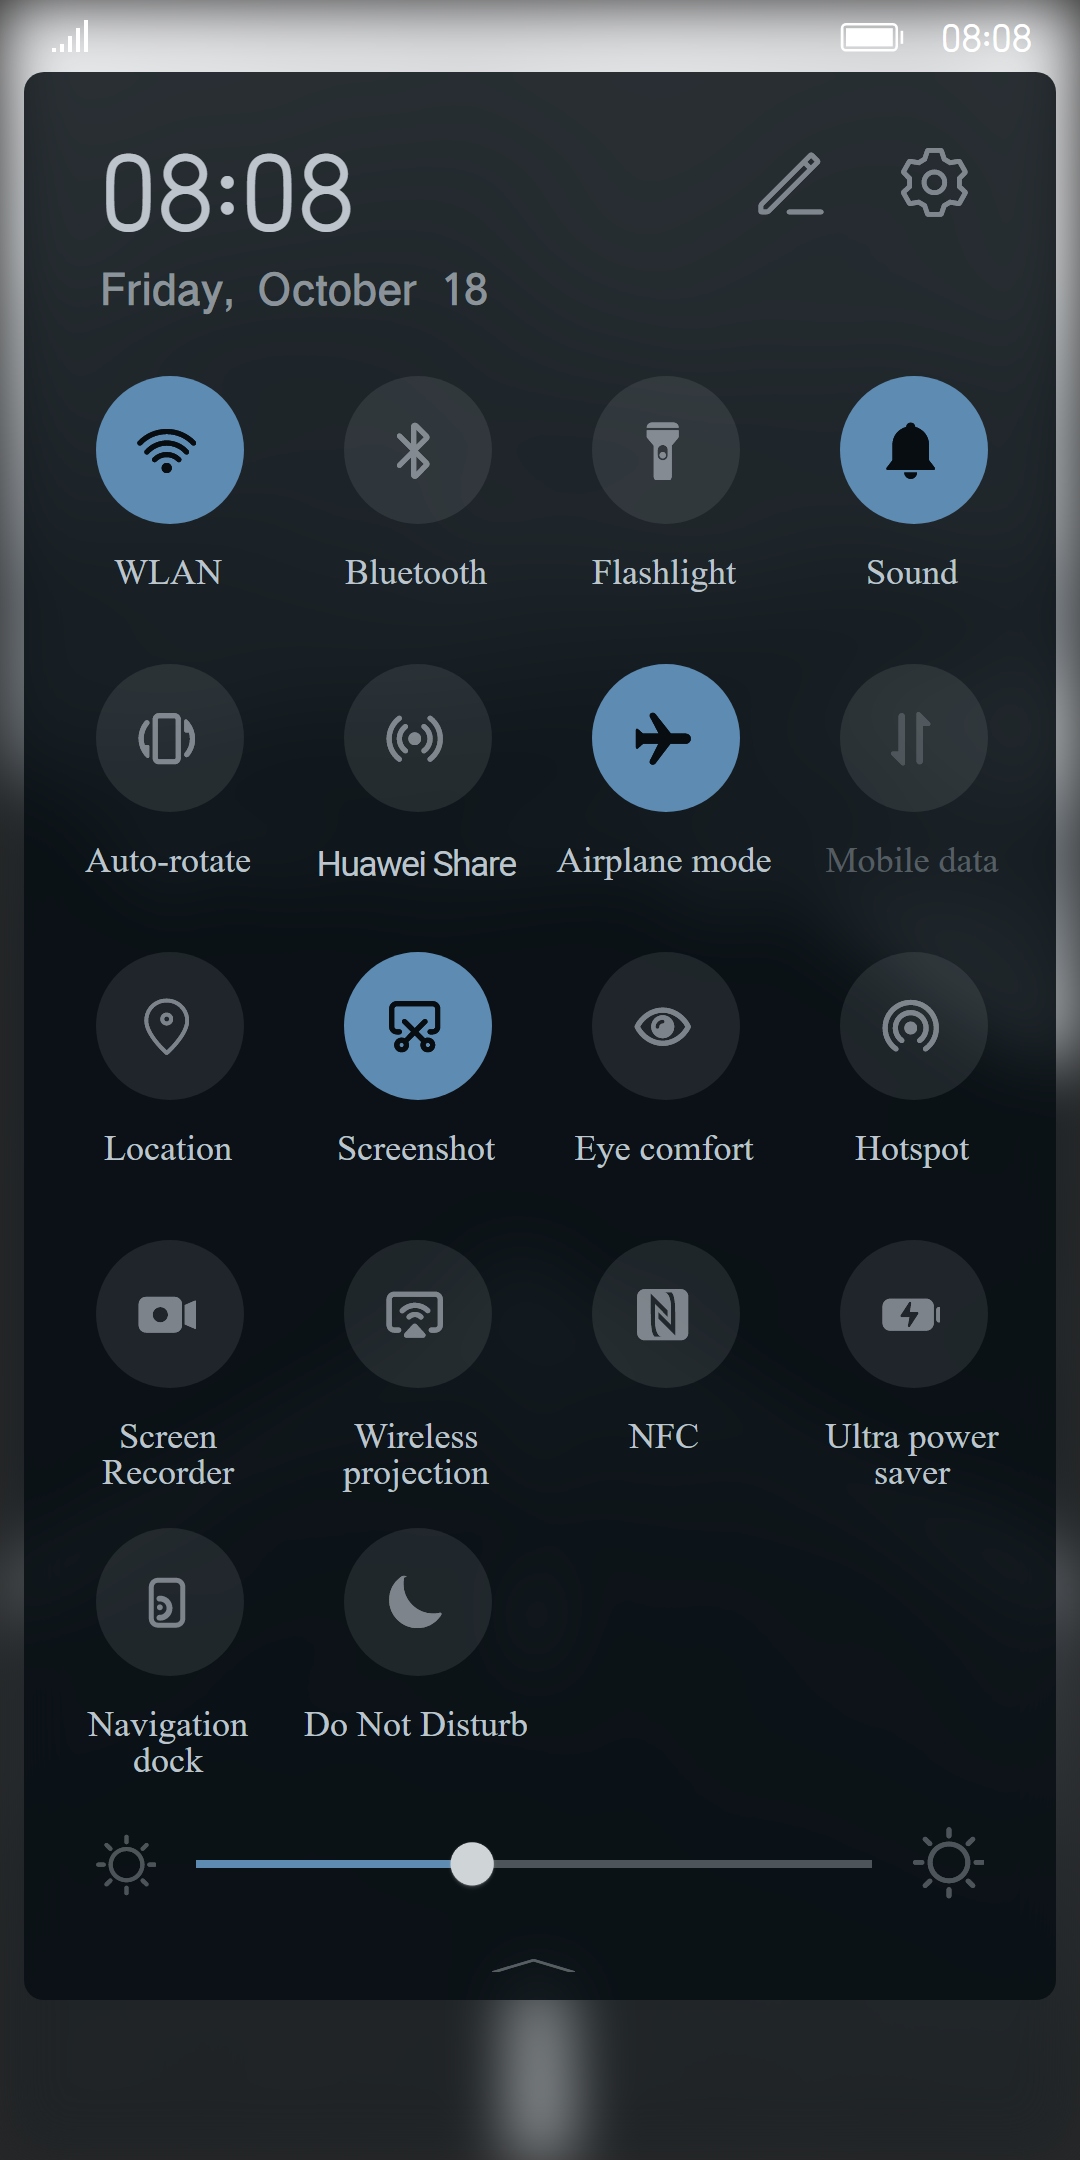 08:08
08:08
Friday, October 18
WLAN
Bluetooth
Flashlight
Sound
Auto-rotate
Huawei Share
Airplane mode
Mobile data
Location
Screenshot
Eye comfort
Hotspot
Screen
Recorder
Wireless
projection
NFC
Ultra power
saver
Navigation
dock
Do Not Disturb